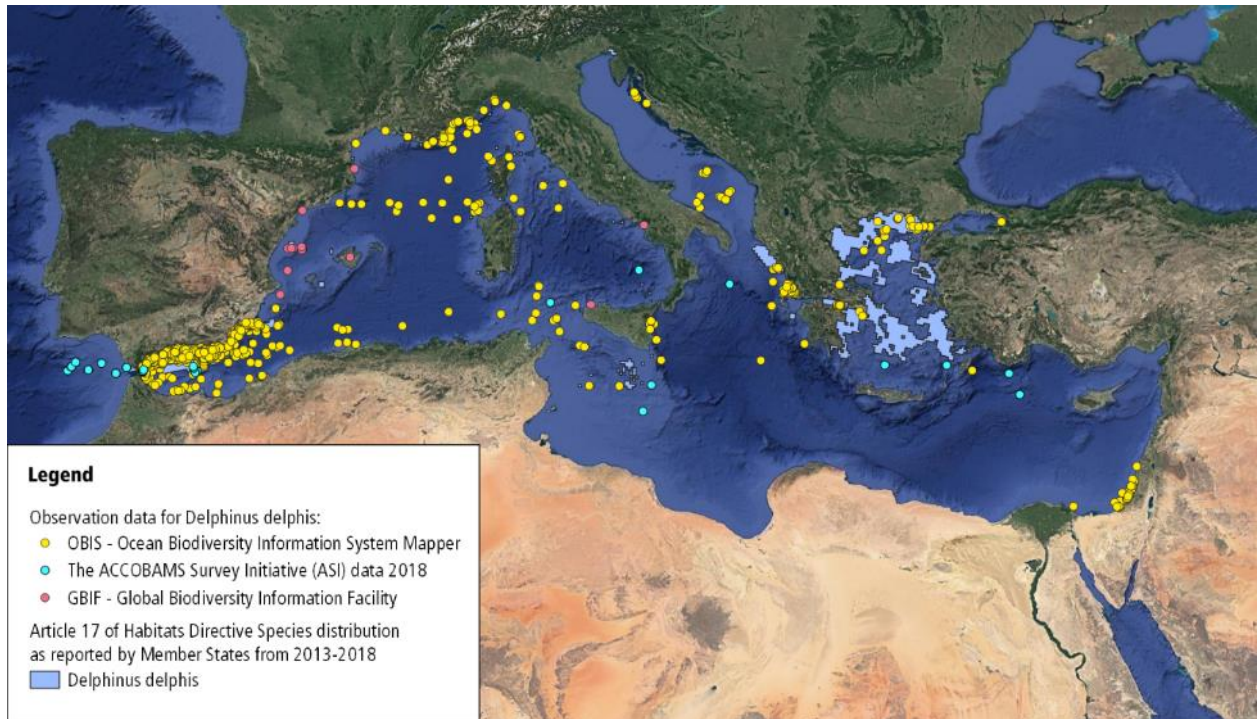 Legend
Observation data for Delphinus delphis:
OBIS - Ocean Biodiversity Information System Mapper
The ACCOBAMS Survey Initiative (ASI) data 2018
GBIF - Global Biodiversity Information Facility
Article 17 of Habitats Directive Species distribution
as reported by Member States from 2013-2018
Delphinus delphis